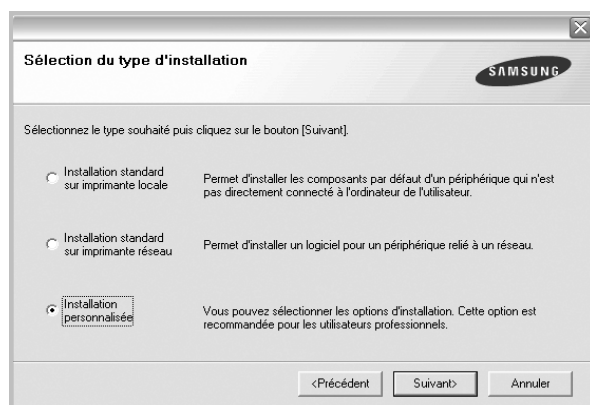 Sélection du type d'installation
SAMSUNG
Sélectionnez le type souhaité puis cliquez sur le bouton [Suivant].
Installation standard
sur imprimante locale
Permet d'installer les composants par défaut d'un périphérique qui n'est
pas directement connecté à l'ordinateur de l'utilisateur.
Installation standard
sur imprimante réseau
Permet d'installer un logiciel pour un périphérique relié à un réseau.
Installation
personnalisée
Vous pouvez sélectionner les options d'installation. Cette option est
recommandée pour les utilisateurs professionnels.
<Précédent
Suivant>
Annuler